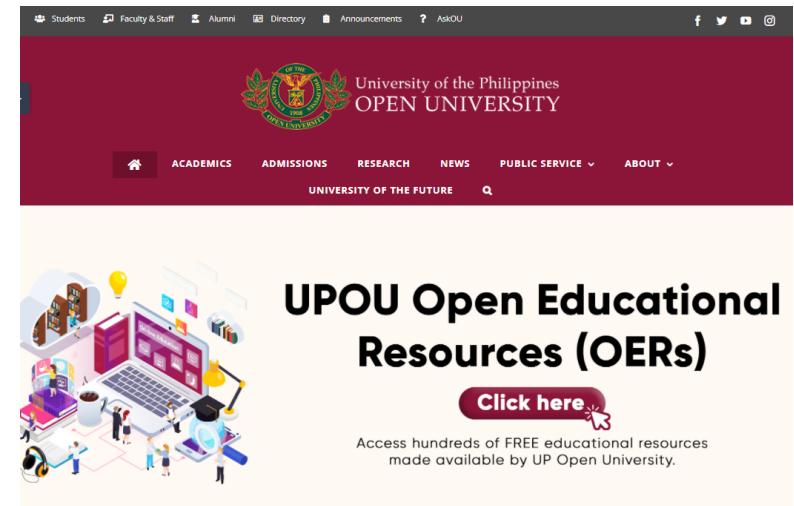 Students Faculty & Staff Alumni Directory Announcements ? AskOU
University of the Philippines
OPEN UNIVERSITY
ACADEMICS ADMISSIONS RESEARCH NEWS PUBLIC SERVICE ABOUT
UNIVERSITY OF THE FUTURE
UPOU Open Educational
Resources (OERs)
Click here
Access hundreds of FREE educational resources
made available by UP Open University.
Online Education